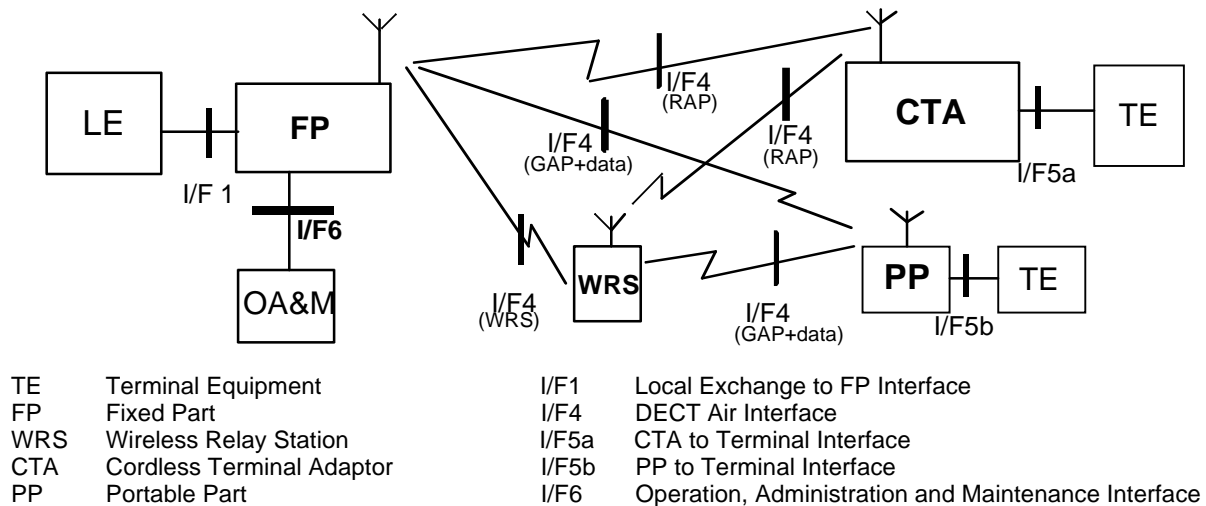 LE
FP
I/F 1
I/F6
OA&M
I/F4
(RAP)
I/F4
(GAP+data)
I/F4
(RAP)
CTA
TE
I/F5a
WRS
I/F4
(WRS)
I/F4
(GAP+data)
PP
TE
I/F5b
TE Terminal Equipment
FP Fixed Part
WRS Wireless Relay Station
CTA Cordless Terminal Adaptor
PP Portable Part
I/F1 Local Exchange to FP Interface
I/F4 DECT Air Interface
I/F5a CTA to Terminal Interface
I/F5b PP to Terminal Interface
I/F6 Operation, Administration and Maintenance Interface